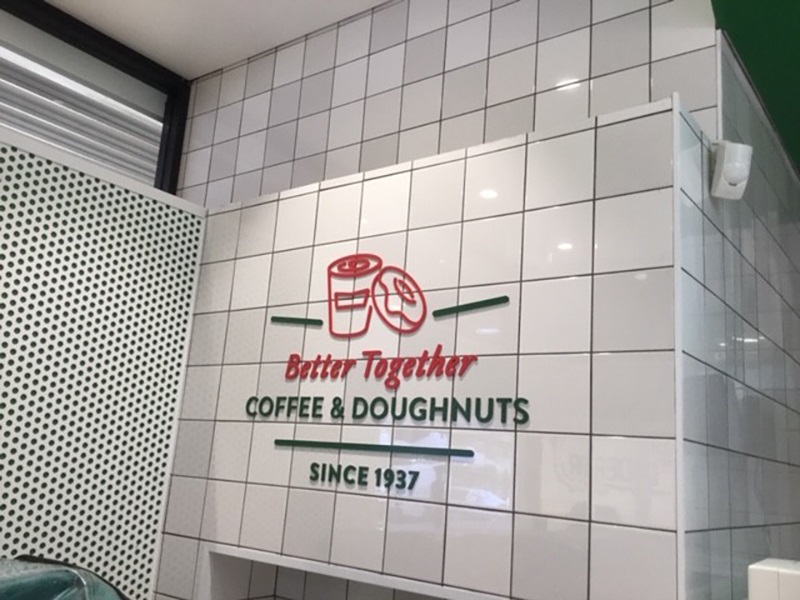 Better Together
COFFEE & DOUGHNUTS
SINCE 1937